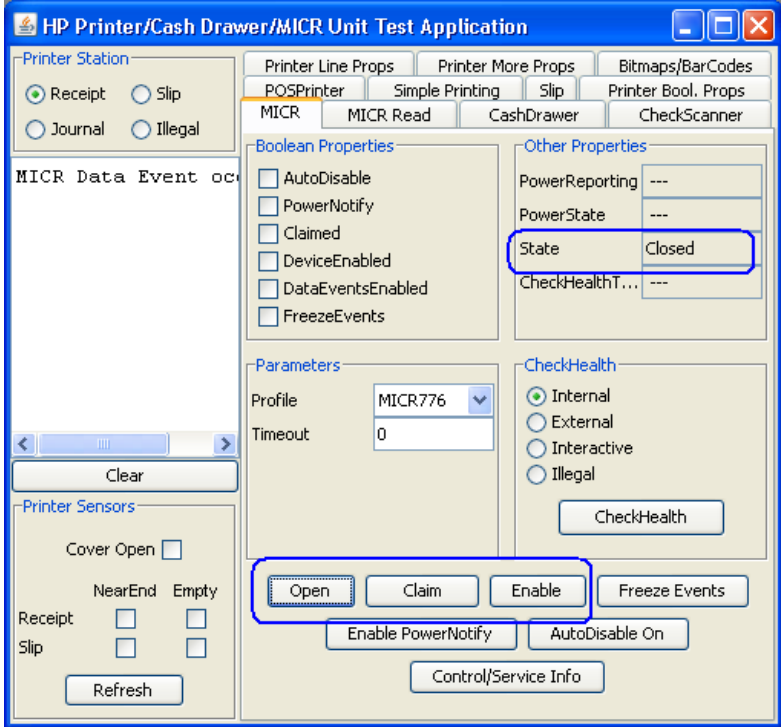 HP Printer/Cash Drawer/MICR Unit Test Application
Printer Station
Receipt
Slip
Journal
Illegal
MICR Data Event occ
Clear
Printer Sensors
Cover Open
NearEnd Empty
Receipt
Slip
Refresh
Printer Line Props
Printer More Props
Bitmaps/BarCodes
POSPrinter
Simple Printing
Slip
Printer Bool. Props
MICR
MICR Read
CashDrawer
CheckScanner
Boolean Properties
AutoDisable
PowerNotify
Claimed
DeviceEnabled
DataEventsEnabled
FreezeEvents
Other Properties
PowerReporting ---
PowerState ---
State Closed
CheckHealthT... ---
Parameters
Profile MICR776
Timeout 0
CheckHealth
Internal
External
Interactive
Illegal
CheckHealth
Open
Claim
Enable
Freeze Events
Enable PowerNotify
AutoDisable On
Control/Service Info